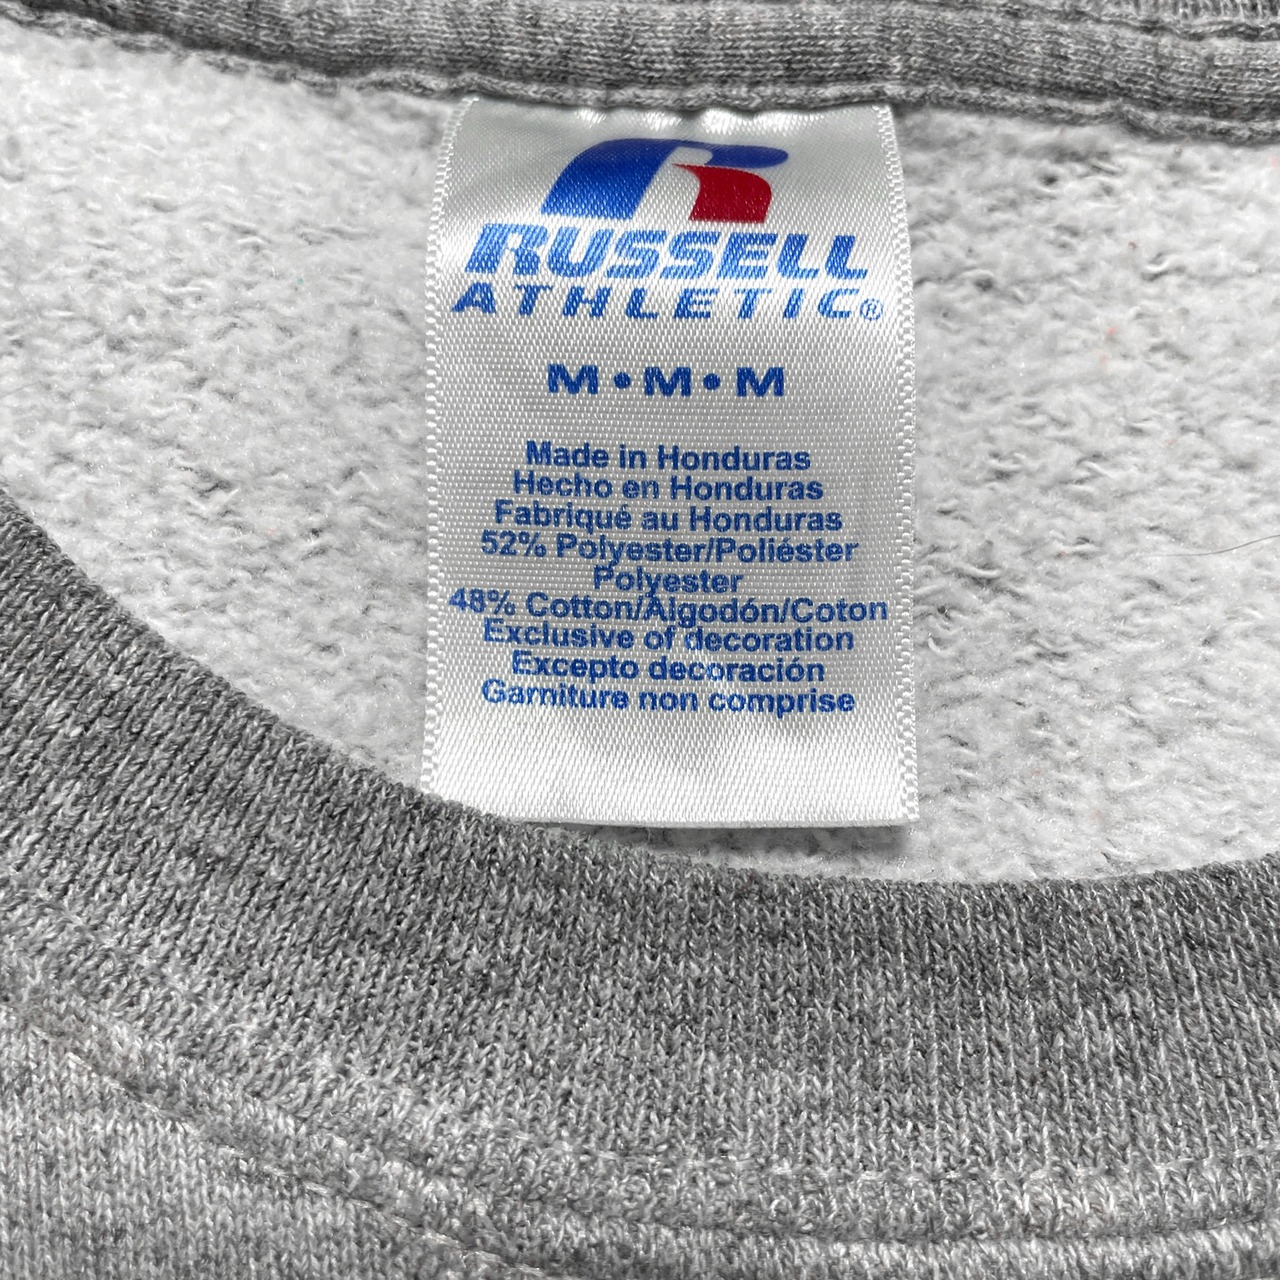 RUSSELL
ATHLETIC®
M•M•M
Made in Honduras
Hecho en Honduras
Fabriqué au Honduras
52% Polyester/Poliéster
Polyester
48% Cotton/Algodón/Coton
Exclusive of decoration
Excepto decoración
Garniture non comprise